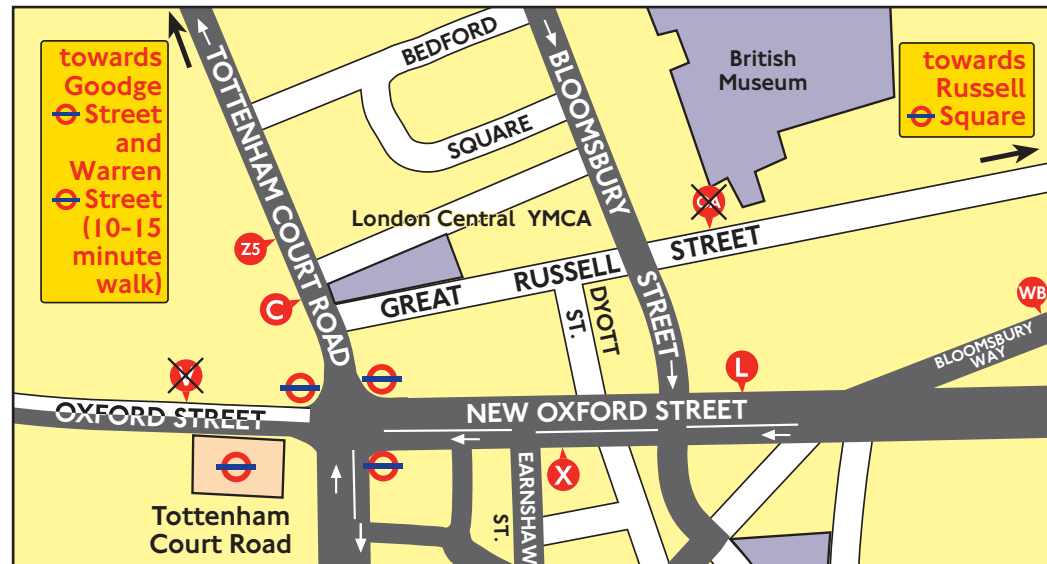 towards
Goodge
Street
and
Warren
Street
(10-15
minute
walk)
TOTTENHAM COURT ROAD
BEDFORD
SQUARE
BLOOMSBURY
STREET
British
Museum
towards
Russell
Square
London Central YMCA
GREAT RUSSELL STREET
DYOTT
ST.
Z5
C
L
X
WB
BLOOMSBURY
WAY
OXFORD STREET
NEW OXFORD STREET
EARNSHAW
ST.
Tottenham
Court Road